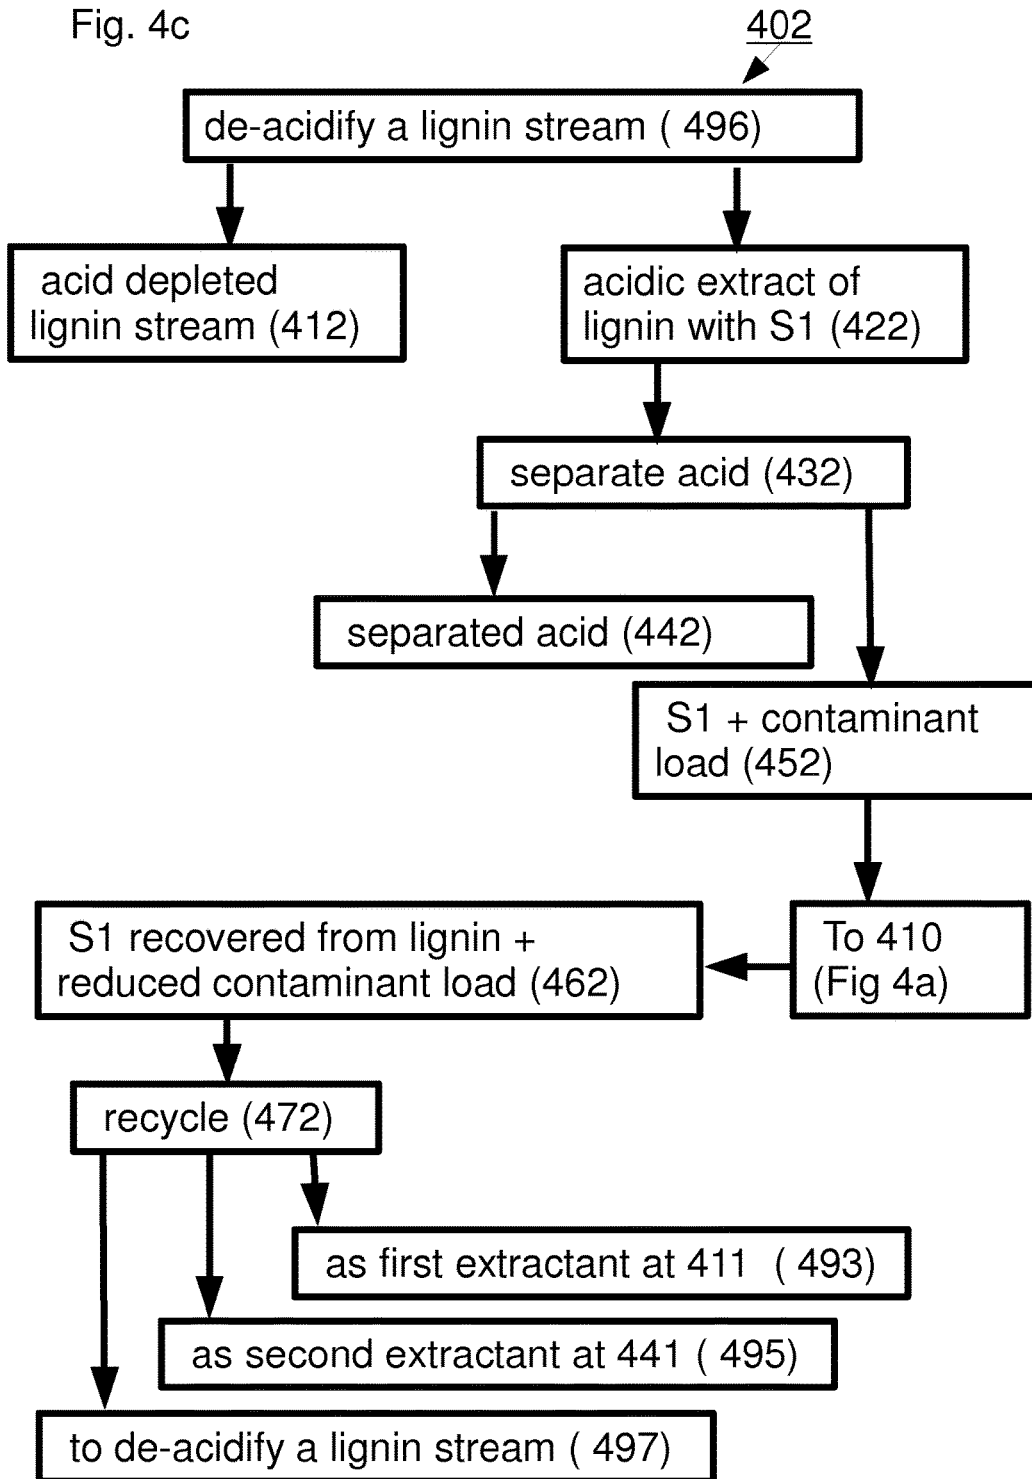 Fig. 4c
402
de-acidify a lignin stream ( 496)
acid depleted
lignin stream (412)
acidic extract of
lignin with S1 (422)
separate acid (432)
separated acid (442)
S1 + contaminant
load (452)
To 410
(Fig 4a)
S1 recovered from lignin +
reduced contaminant load (462)
recycle (472)
as first extractant at 411 ( 493)
as second extractant at 441 ( 495)
to de-acidify a lignin stream ( 497)